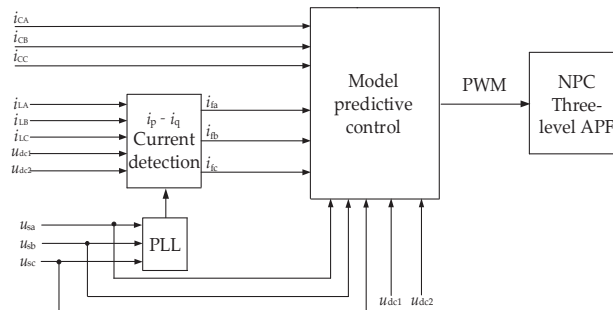 iCA
iCB
iCC
iLA
iLB
iLC
udc1
udc2
ip - iq
Current
detection
ifa
ifb
ifc
Model
predictive
control
PWM
NPC
Three-
level APF
usa
usb
usc
PLL
udc1
udc2